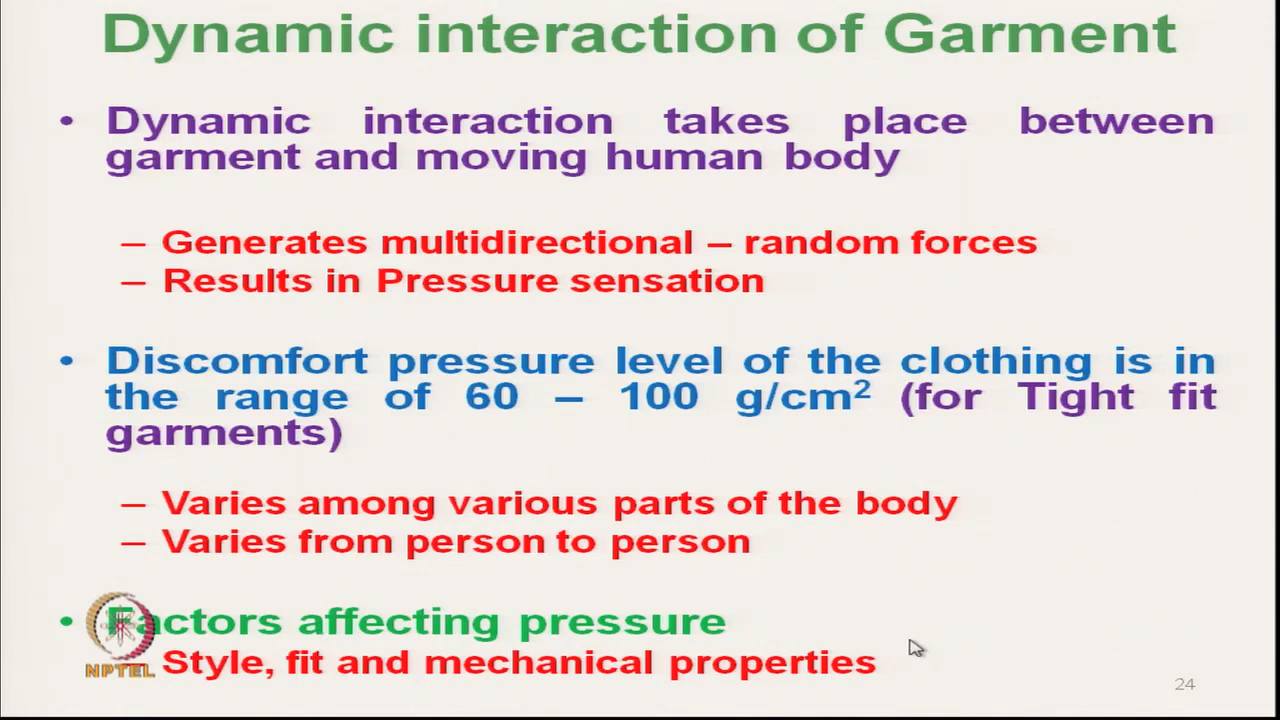 Dynamic interaction of Garment
• Dynamic interaction takes place between
garment and moving human body
– Generates multidirectional – random forces
– Results in Pressure sensation
• Discomfort pressure level of the clothing is in
the range of 60 – 100 g/cm² (for Tight fit
garments)
– Varies among various parts of the body
– Varies from person to person
• Factors affecting pressure
Style, fit and mechanical properties
NPTEL
24